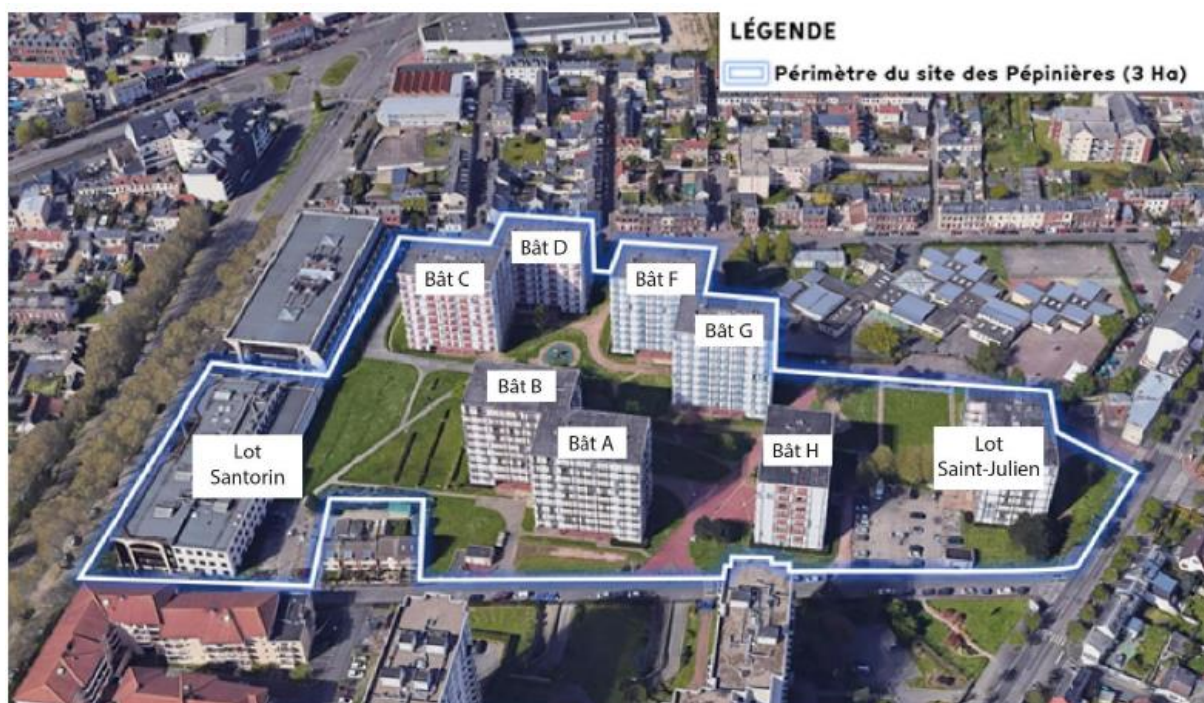 LÉGENDE
Périmètre du site des Pépinières (3 Ha)
Bât D
Bât C
Bât F
Bât G
Bât B
Bât A
Bât H
Lot
Santorin
Lot
Saint-Julien